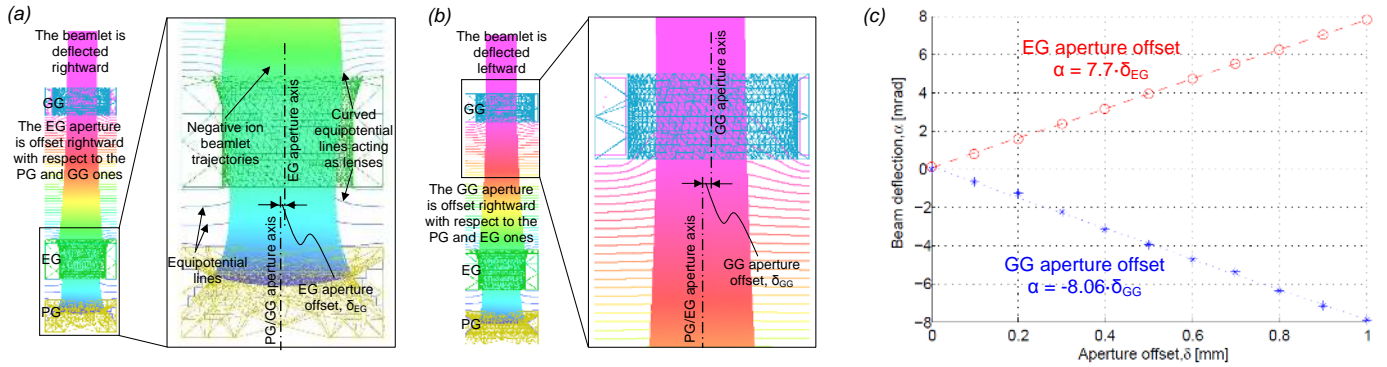 (a)
The beamlet is
deflected
rightward
GG
The EG aperture
is offset rightward
with respect to the
PG and GG ones
EG
PG
Negative ion
beamlet
trajectories
EG aperture axis
Curved
equipotential
lines acting
as lenses
Equipotential
lines
PG/GG aperture axis
EG aperture
offset, δEG
(b)
The beamlet is
deflected
leftward
GG
The GG aperture
is offset rightward
with respect to the
PG and EG ones
EG
PG
GG aperture axis
PG/EG aperture axis
GG aperture
offset, δGG
(c)
Beam deflection,α [mrad]
8
6
4
2
0
−2
−4
−6
−8
EG aperture offset
α = 7.7·δEG
GG aperture offset
α = -8.06·δGG
0 0.2 0.4 0.6 0.8 1
Aperture offset,δ [mm]